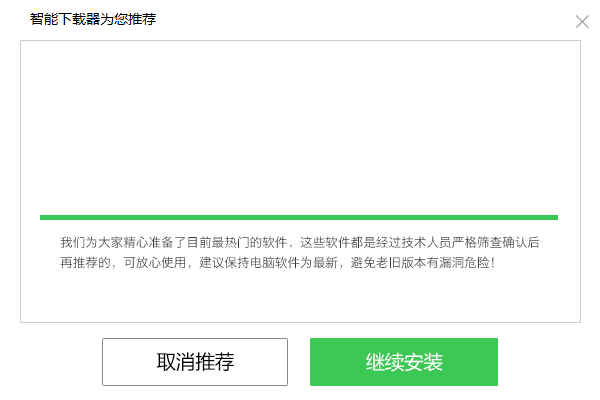 智能下载器为您推荐
我们为大家精心准备了目前最热门的软件，这些软件都是经过技术人员严格筛查确认后
再推荐的，可放心使用，建议保持电脑软件为最新，避免老旧版本有漏洞危险！
取消推荐
继续安装